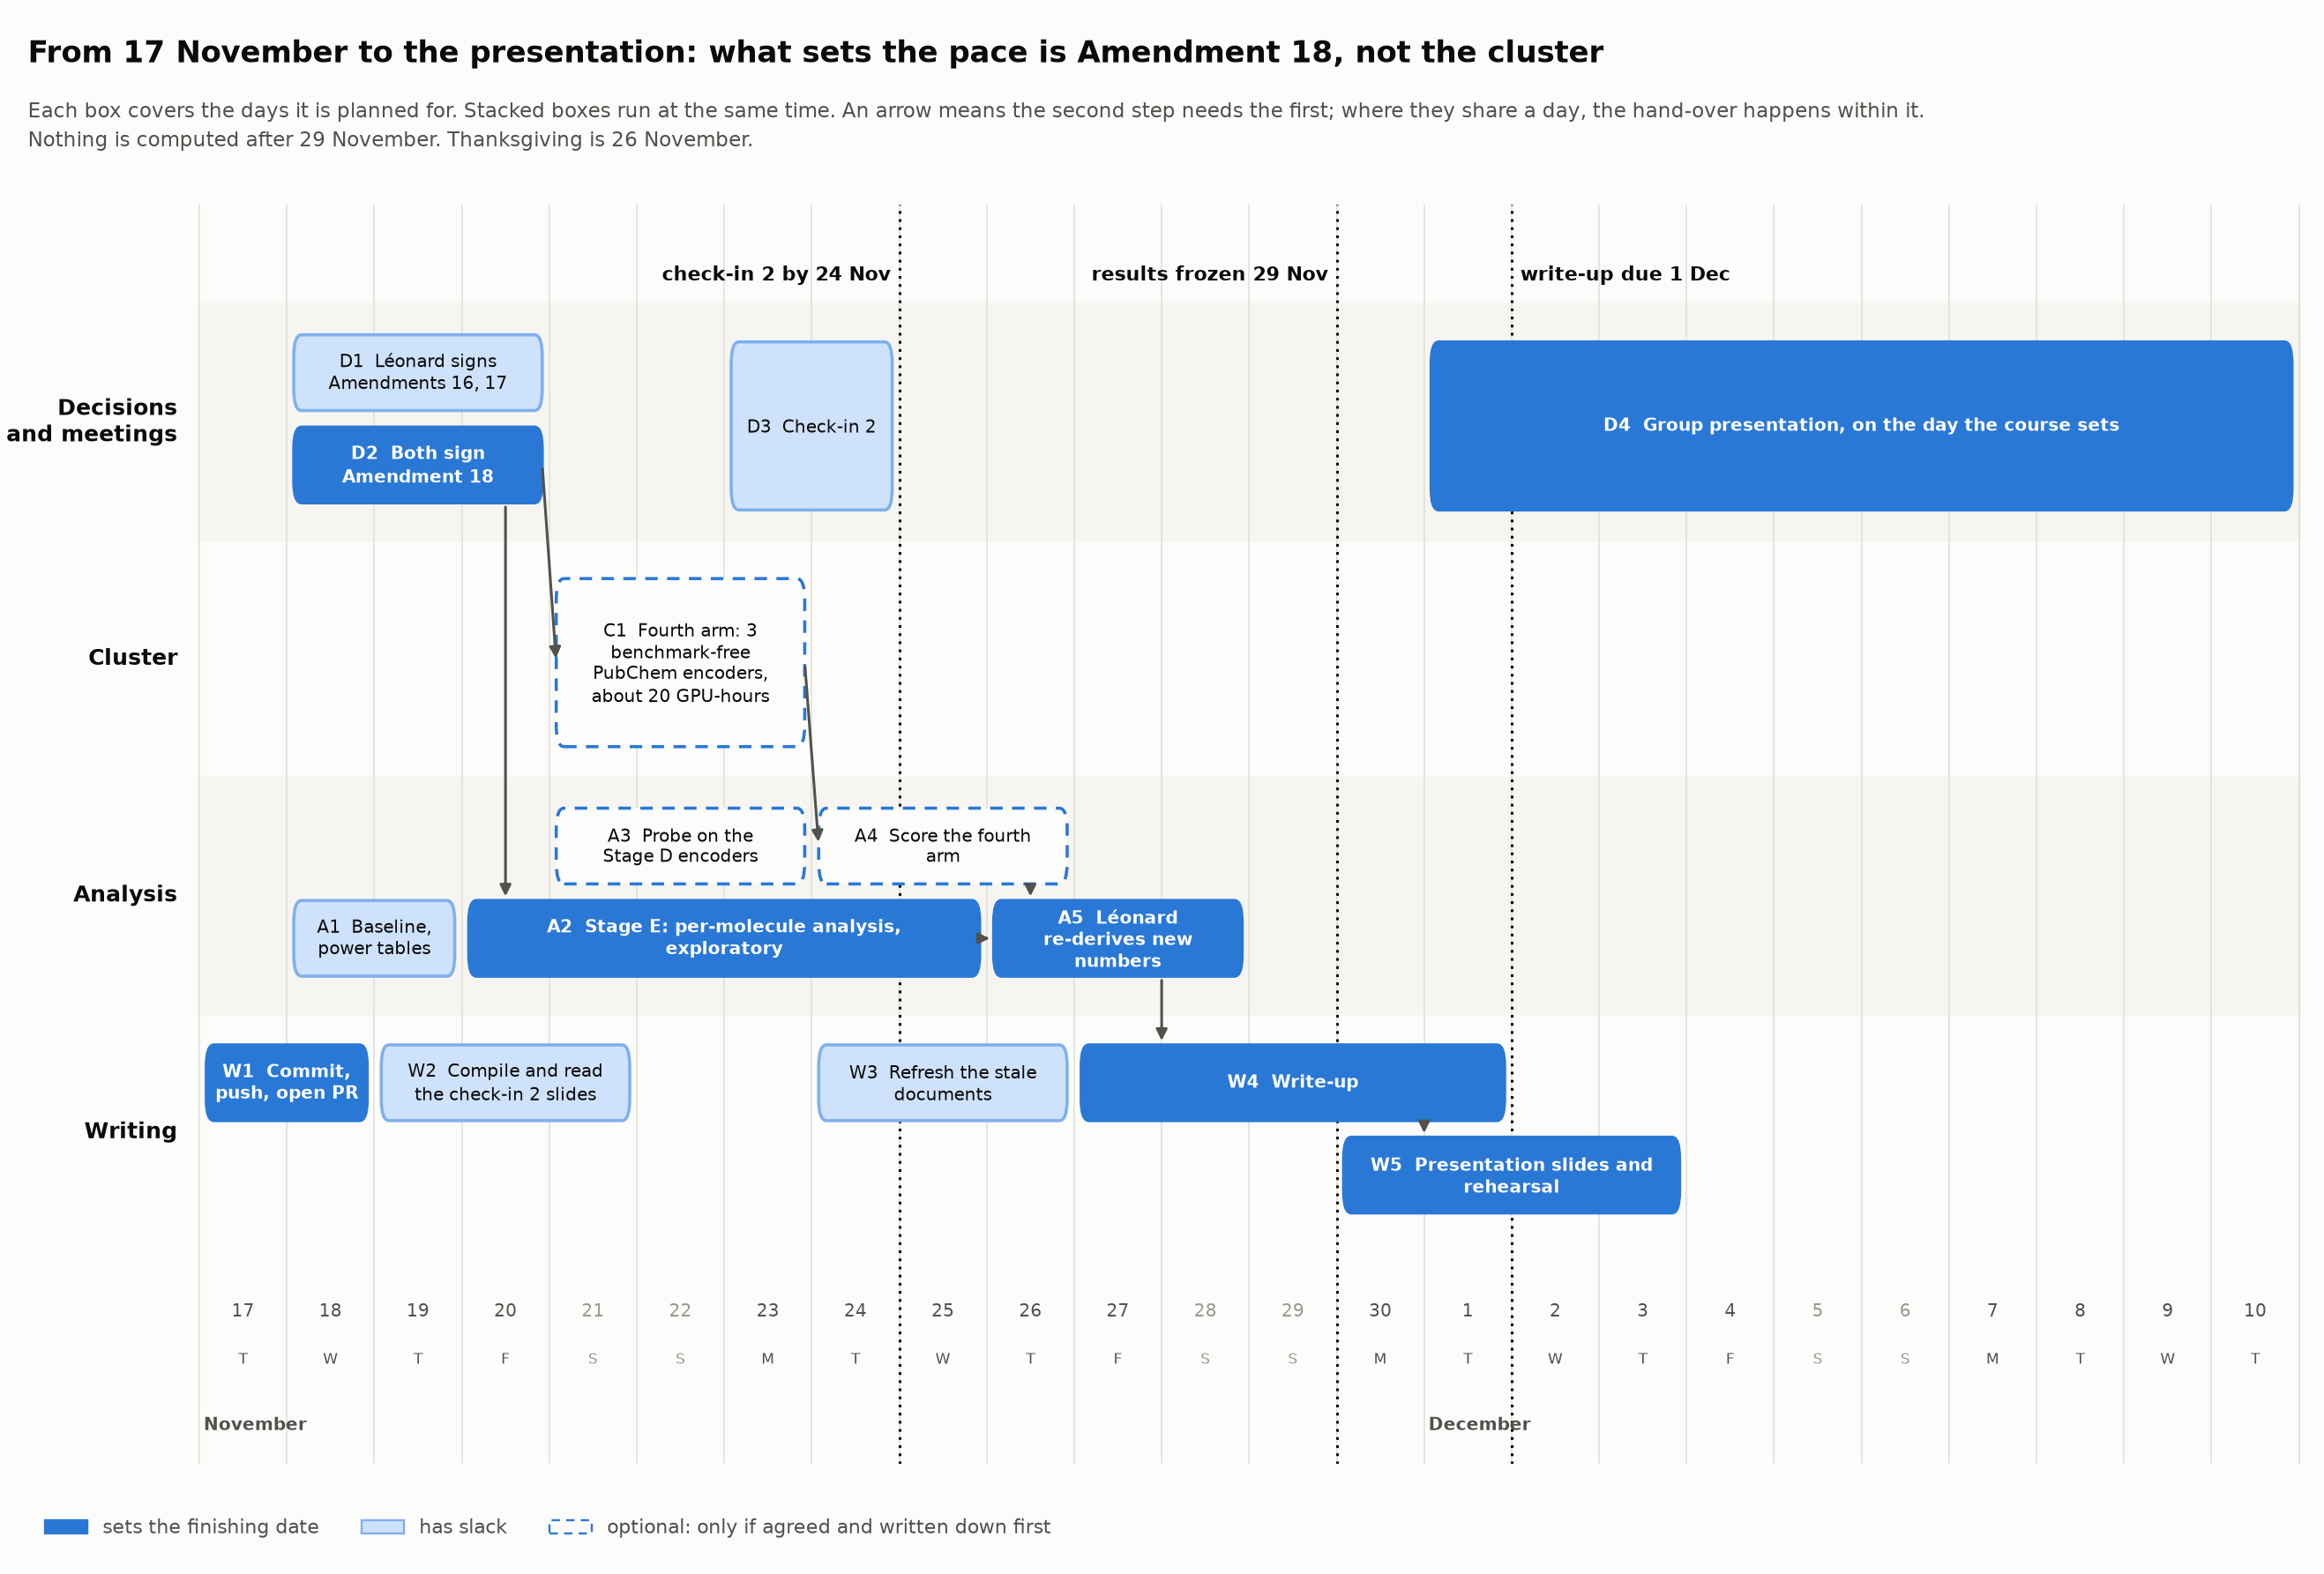 From 17 November to the presentation: what sets the pace is Amendment 18, not the cluster
Each box covers the days it is planned for. Stacked boxes run at the same time. An arrow means the second step needs the first; where they share a day, the hand-over happens within it.
Nothing is computed after 29 November. Thanksgiving is 26 November.
check-in 2 by 24 Nov
results frozen 29 Nov
write-up due 1 Dec
Decisions
and meetings
D1 Léonard signs
Amendments 16, 17
D2 Both sign
Amendment 18
D3 Check-in 2
D4 Group presentation, on the day the course sets
Cluster
C1 Fourth arm: 3
benchmark-free
PubChem encoders,
about 20 GPU-hours
Analysis
A3 Probe on the
Stage D encoders
A4 Score the fourth
arm
A1 Baseline,
power tables
A2 Stage E: per-molecule analysis,
exploratory
A5 Léonard
re-derives new
numbers
Writing
W1 Commit,
push, open PR
W2 Compile and read
the check-in 2 slides
W3 Refresh the stale
documents
W4 Write-up
W5 Presentation slides and
rehearsal
17 18 19 20 21 22 23 24 25 26 27 28 29 30 1 2 3 4 5 6 7 8 9 10
T W T F S S M T W T F S S M T W T F S S M T W T
November December
sets the finishing date
has slack
optional: only if agreed and written down first